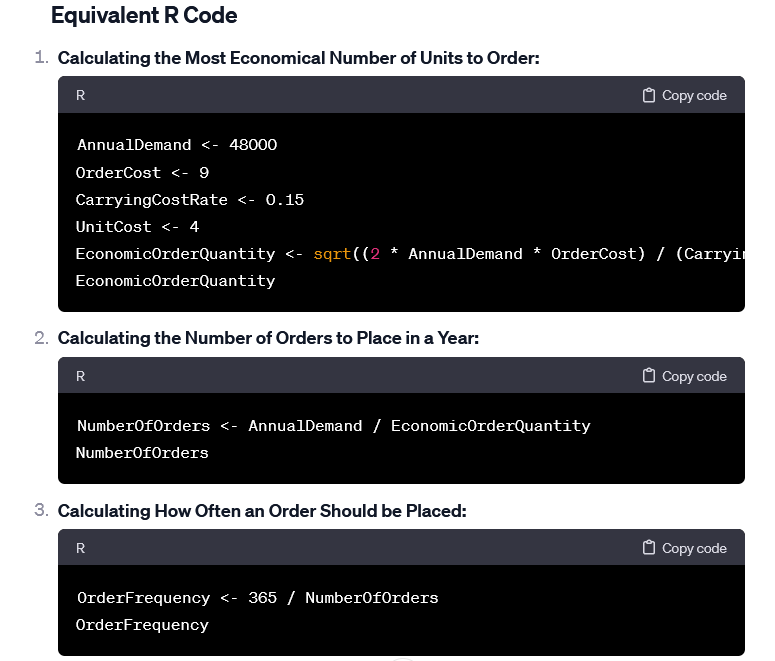 Equivalent R Code
1. Calculating the Most Economical Number of Units to Order:
R Copy code
AnnualDemand <- 48000
OrderCost <- 9
CarryingCostRate <- 0.15
UnitCost <- 4
EconomicOrderQuantity <- sqrt((2 * AnnualDemand * OrderCost) / (Carryin
EconomicOrderQuantity
2. Calculating the Number of Orders to Place in a Year:
R Copy code
NumberOfOrders <- AnnualDemand / EconomicOrderQuantity
NumberOfOrders
3. Calculating How Often an Order Should be Placed:
R Copy code
OrderFrequency <- 365 / NumberOfOrders
OrderFrequency